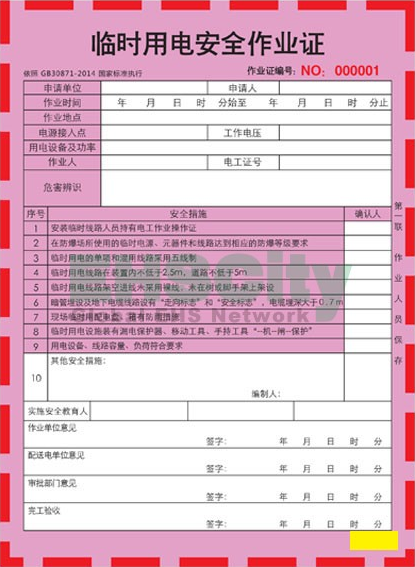 临时用电安全作业证
依照 GB30871-2014 国家标准执行 作业证编号: NO: 000001
申请单位 申请人
作业时间 年 月 日 时 分始至 年 月 日 时 分止
作业地点
电源接入点 工作电压
用电设备及功率
作业人 电工证号
危害辨识
序号 安全措施 确认人
1 安装临时线路人员持有电工作业操作证
2 在防爆场所使用的临时电源、元器件和线路达到相应的防爆等级要求
3 临时用电的单项和混用线路采用五线制
4 临时用电线路在装置内不低于2.5m,道路不低于5m
5 临时用电线路架空进线未采用裸线,未在树或脚手架上架设
6 暗管埋设及地下电缆线路设有“走向标志”和“安全标志”,电缆埋深大于0.7m
7 现场临时用配电盘、箱有防雨措施
8 临时用电设施装有漏电保护器、移动工具、手持工具“一机一闸一保护”
9 用电设备、线路容量、负荷符合要求
10 其他安全措施:
编制人:
实施安全教育人
作业单位意见
签字: 年 月 日 时 分
配送电单位意见
签字: 年 月 日 时 分
审批部门意见
签字: 年 月 日 时 分
完工验收
签字: 年 月 日 时 分
第一联 作业人员保存